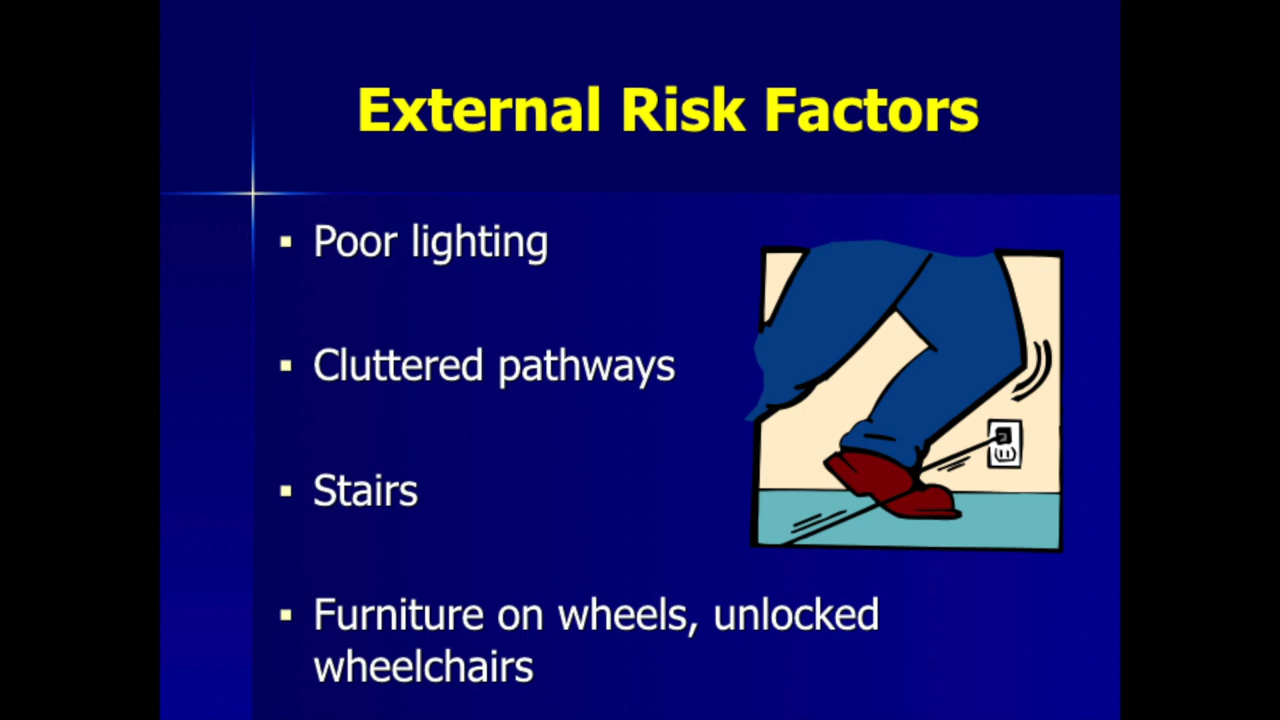 External Risk Factors
▪ Poor lighting
▪ Cluttered pathways
▪ Stairs
▪ Furniture on wheels, unlocked
wheelchairs